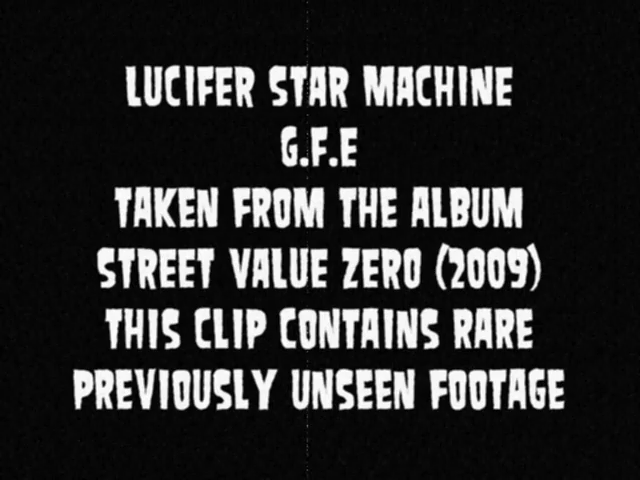 LUCIFER STAR MACHINE
G.F.E
TAKEN FROM THE ALBUM
STREET VALUE ZERO (2009)
THIS CLIP CONTAINS RARE
PREVIOUSLY UNSEEN FOOTAGE